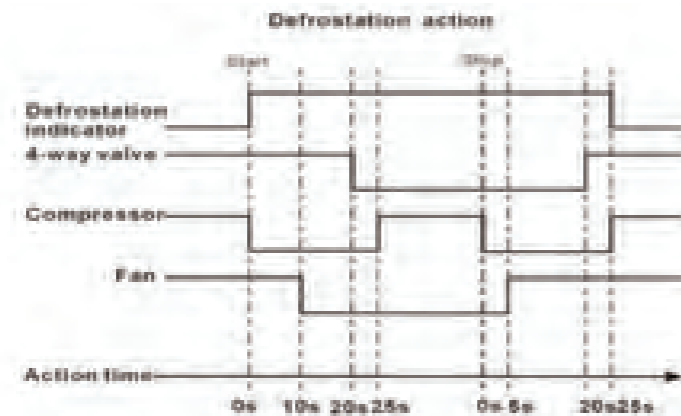 Defrostation action
Start Stop
Defrostation
indicator
4-way valve
Compressor
Fan
Action time
0s 10s 20s 25s 0s 5s 20s 25s